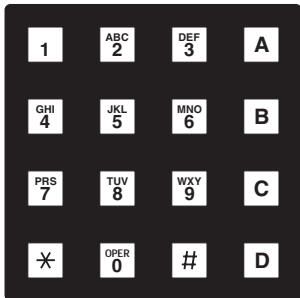 1 ABC 2 DEF 3 A
GHI 4 JKL 5 MNO 6 B
PRS 7 TUV 8 WXY 9 C
* OPER 0 # D